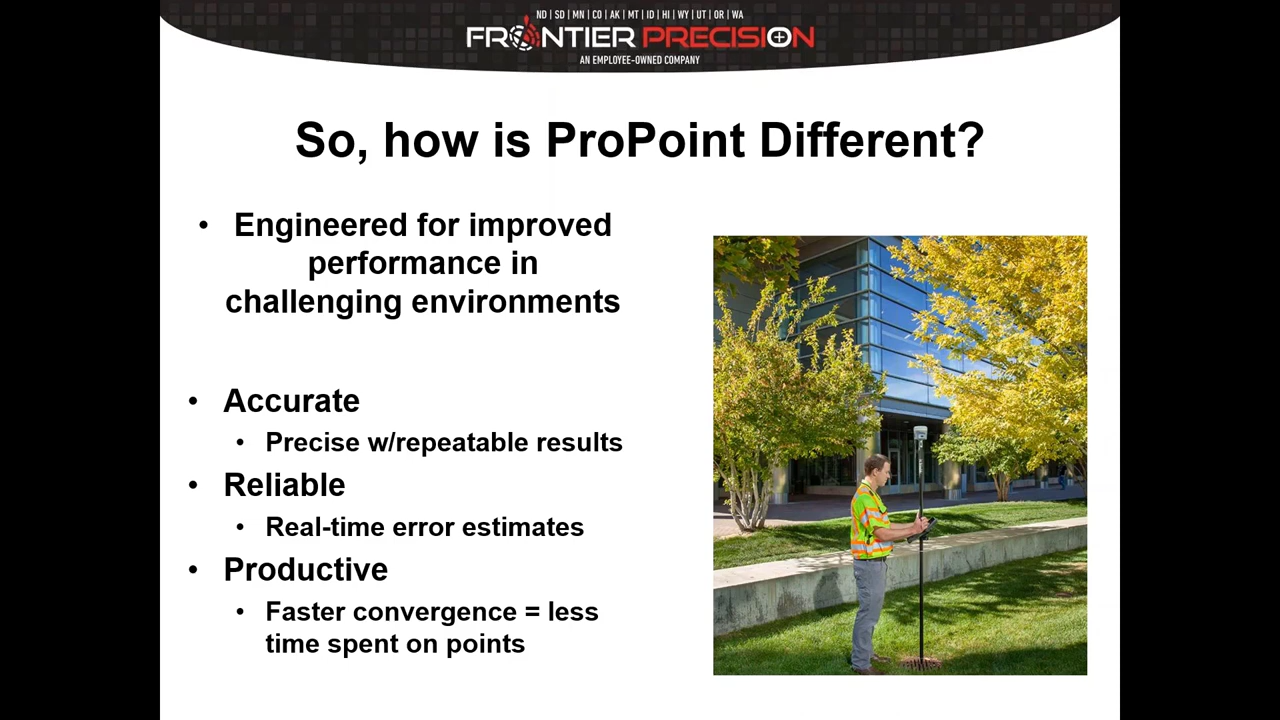 ND | SD | MN | CO | AK | MT | ID | HI | WY | UT | OR | WA
FRONTIER PRECISION
AN EMPLOYEE-OWNED COMPANY
So, how is ProPoint Different?
• Engineered for improved
performance in
challenging environments
• Accurate
• Precise w/repeatable results
• Reliable
• Real-time error estimates
• Productive
• Faster convergence = less
time spent on points